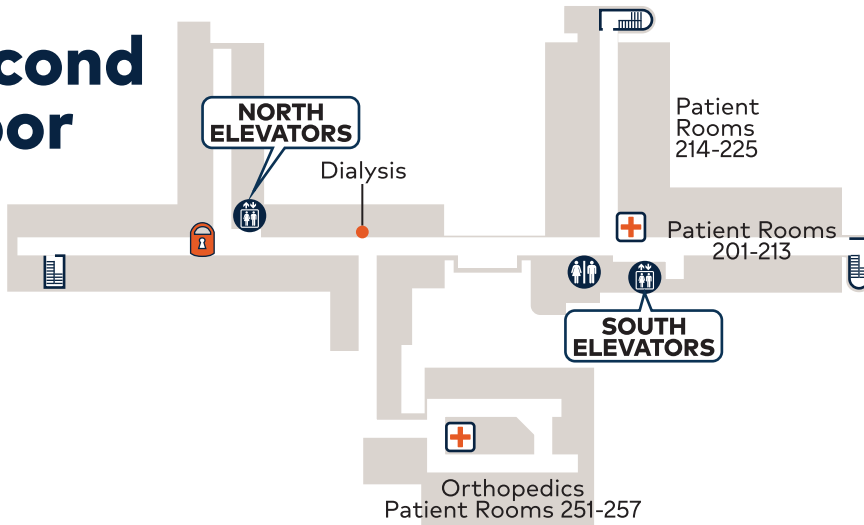 cond
oor
NORTH
ELEVATORS
Dialysis
Patient
Rooms
214-225
Patient Rooms
201-213
SOUTH
ELEVATORS
Orthopedics
Patient Rooms 251-257